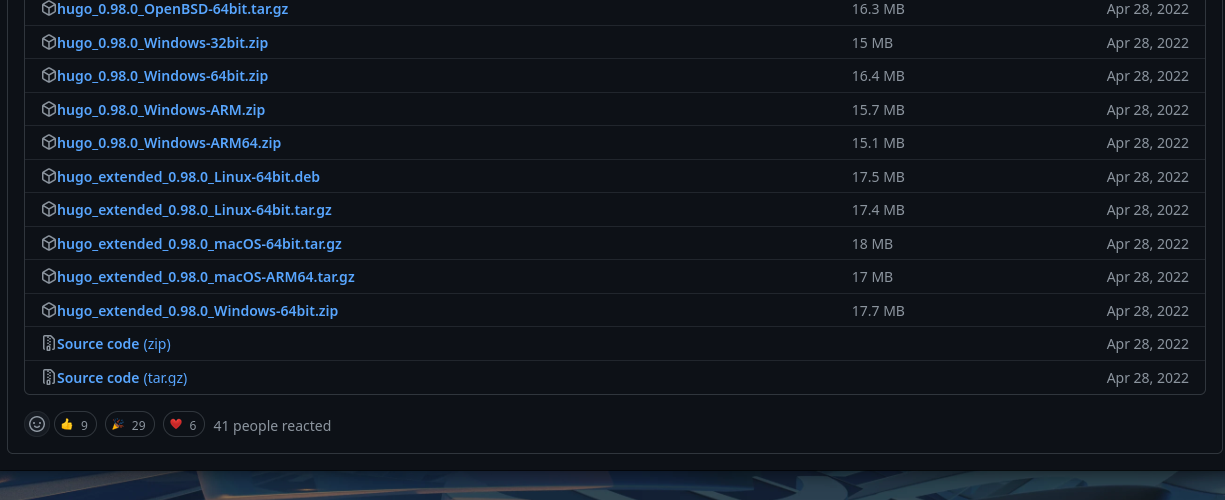 hugo_0.98.0_OpenBSD-64bit.tar.gz 16.3 MB Apr 28, 2022
hugo_0.98.0_Windows-32bit.zip 15 MB Apr 28, 2022
hugo_0.98.0_Windows-64bit.zip 16.4 MB Apr 28, 2022
hugo_0.98.0_Windows-ARM.zip 15.7 MB Apr 28, 2022
hugo_0.98.0_Windows-ARM64.zip 15.1 MB Apr 28, 2022
hugo_extended_0.98.0_Linux-64bit.deb 17.5 MB Apr 28, 2022
hugo_extended_0.98.0_Linux-64bit.tar.gz 17.4 MB Apr 28, 2022
hugo_extended_0.98.0_macOS-64bit.tar.gz 18 MB Apr 28, 2022
hugo_extended_0.98.0_macOS-ARM64.tar.gz 17 MB Apr 28, 2022
hugo_extended_0.98.0_Windows-64bit.zip 17.7 MB Apr 28, 2022
Source code (zip) Apr 28, 2022
Source code (tar.gz) Apr 28, 2022
9 29 6 41 people reacted